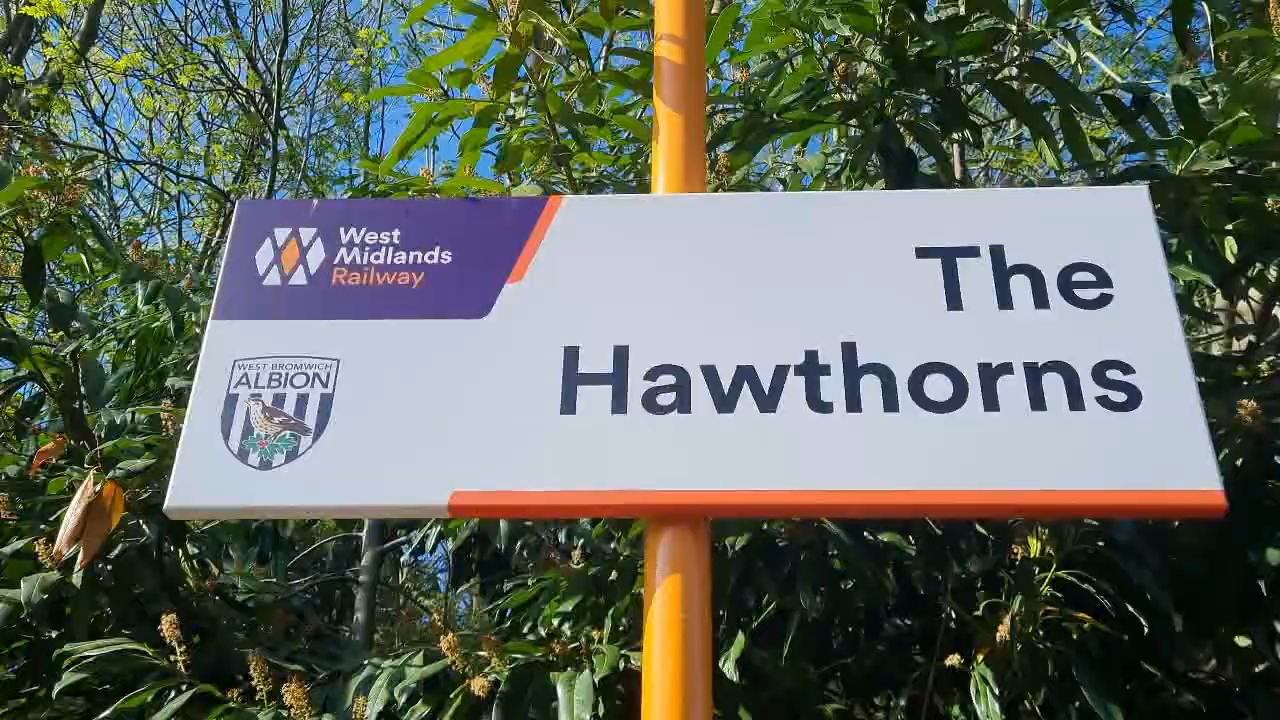 West
Midlands
Railway
The
Hawthorns
WEST BROMWICH
ALBION